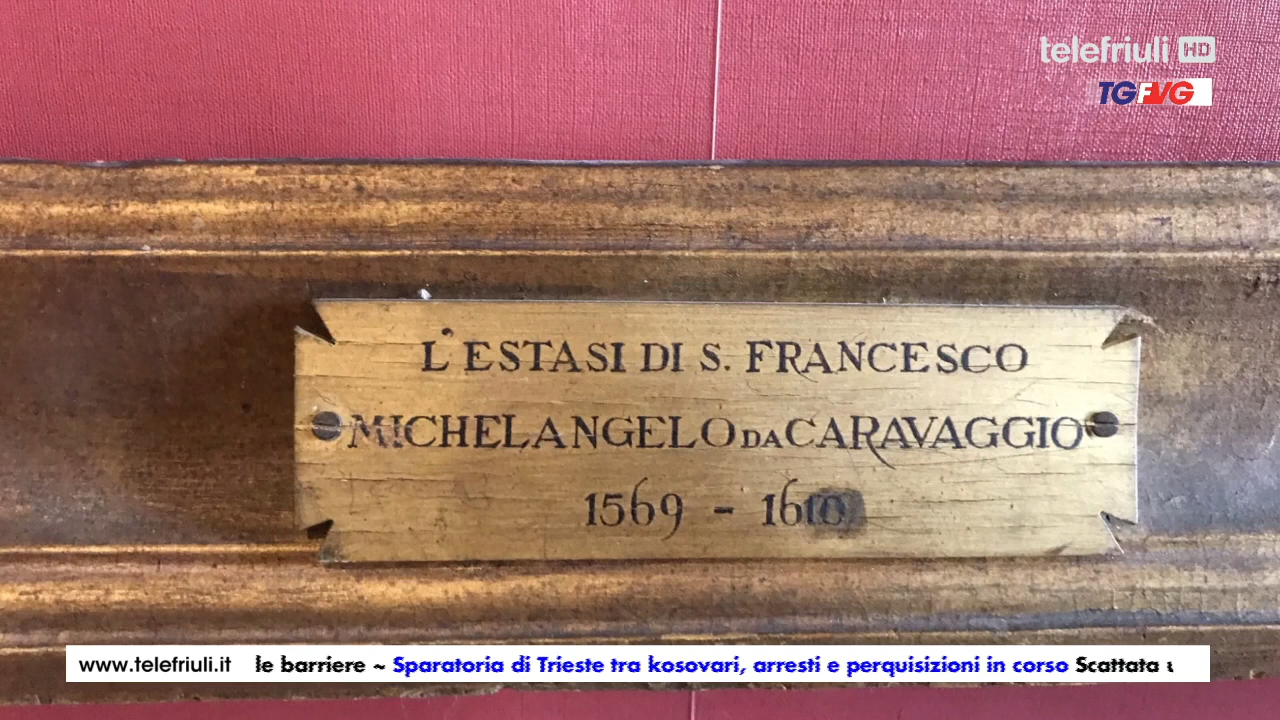 telefriuli HD
TGFVG
L'ESTASI DI S. FRANCESCO
MICHELANGELO DA CARAVAGGIO
1569 - 1610
www.telefriuli.it le barriere ~ Sparatoria di Trieste tra kosovari, arresti e perquisizioni in corso Scattata